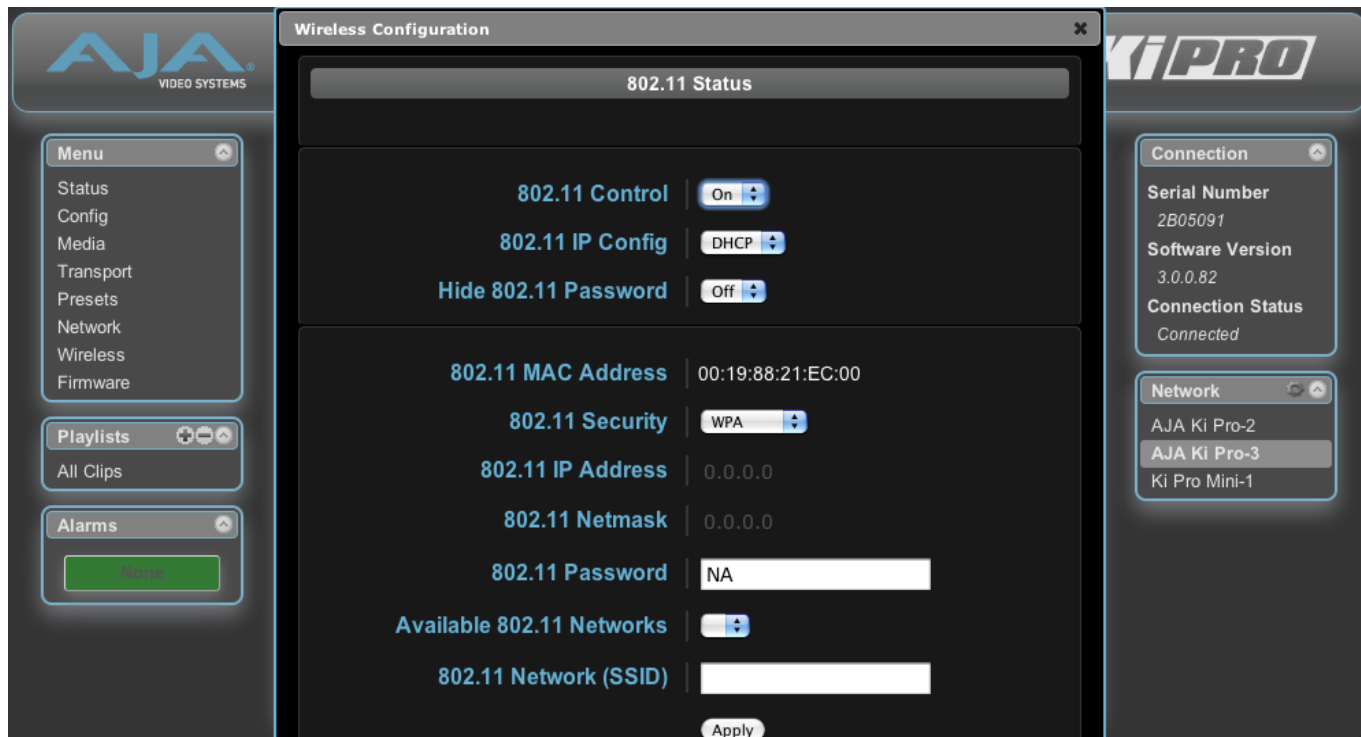 AJA
VIDEO SYSTEMS
Wireless Configuration
Ki PRO
802.11 Status
802.11 Control On
802.11 IP Config DHCP
Hide 802.11 Password Off
802.11 MAC Address 00:19:88:21:EC:00
802.11 Security WPA
802.11 IP Address 0.0.0.0
802.11 Netmask 0.0.0.0
802.11 Password NA
Available 802.11 Networks
802.11 Network (SSID)
Apply
Menu
Status
Config
Media
Transport
Presets
Network
Wireless
Firmware
Playlists
All Clips
Alarms
None
Connection
Serial Number
2B05091
Software Version
3.0.0.82
Connection Status
Connected
Network
AJA Ki Pro-2
AJA Ki Pro-3
Ki Pro Mini-1